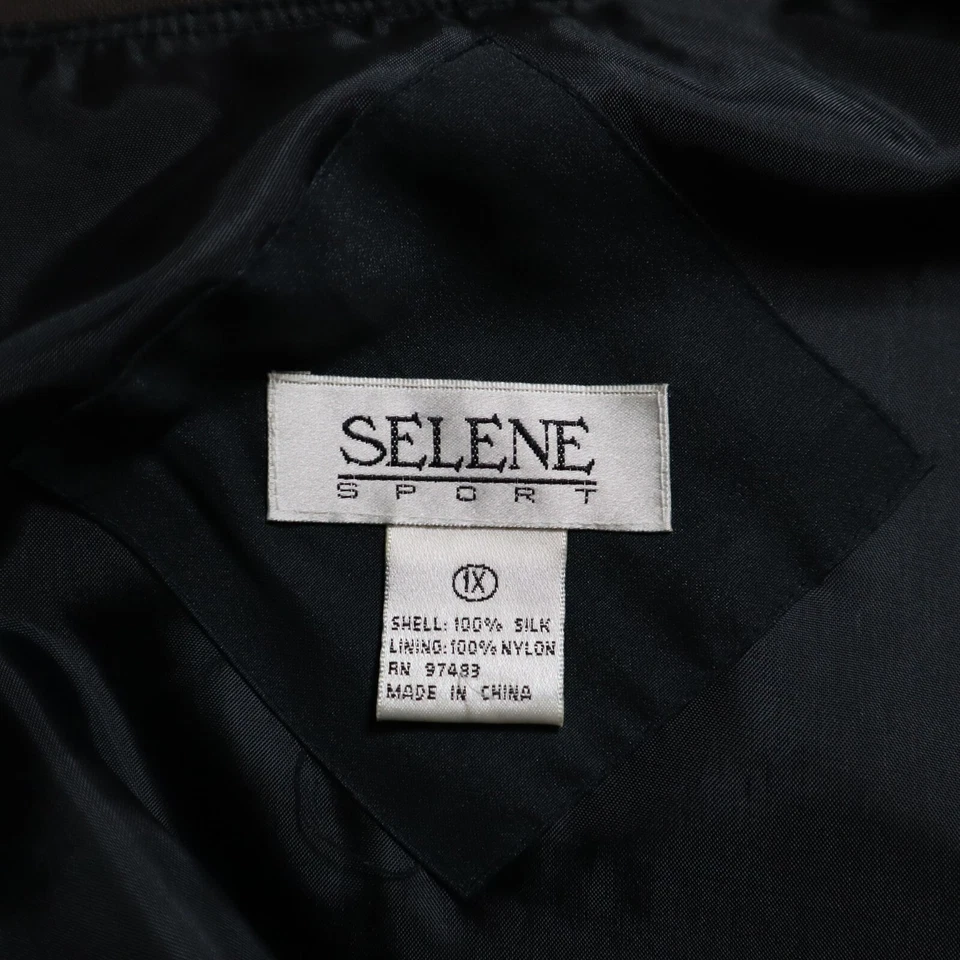 SELENE
SPORT
1X
SHELL: 100% SILK
LINING: 100% NYLON
RN 97483
MADE IN CHINA